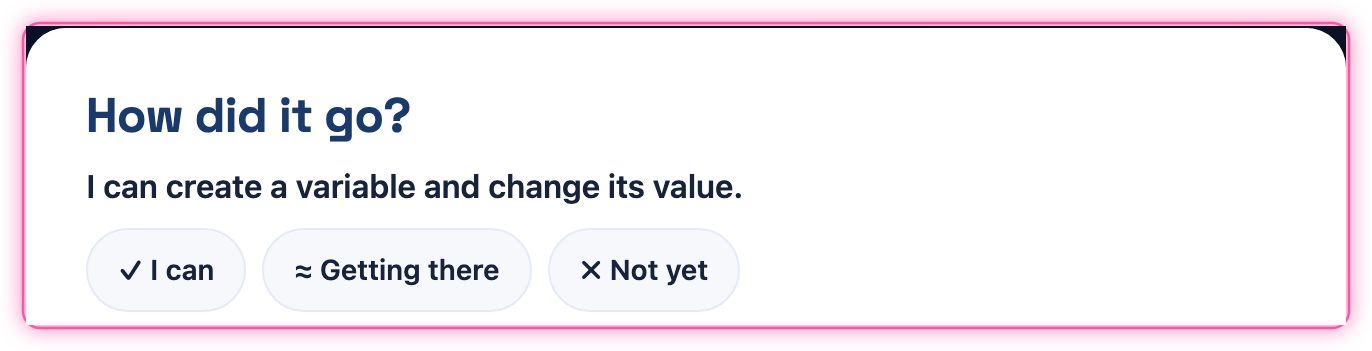 How did it go?
I can create a variable and change its value.
✓ I can ≈ Getting there ✕ Not yet